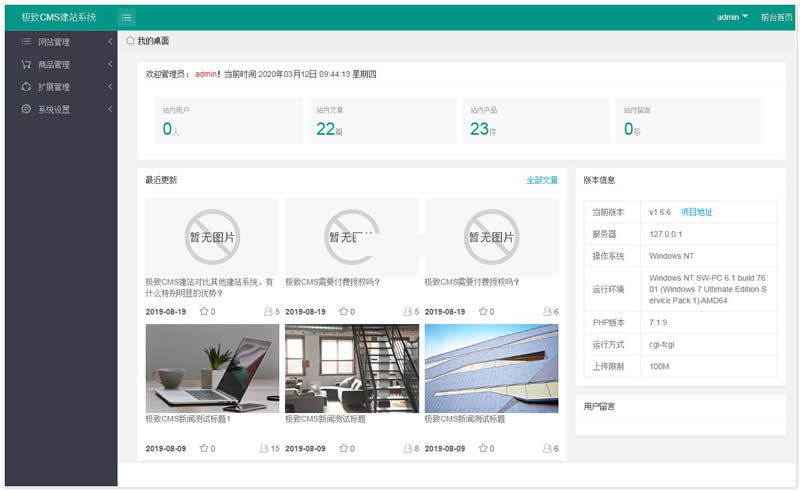 极致CMS建站系统
admin
前台首页
网站管理
商品管理
扩展管理
系统设置
我的桌面
欢迎管理员： admin！当前时间:2020年03月12日 09:44:13 星期四
站内用户
0人
站内文章
22篇
站内产品
23件
站内留言
0条
最近更新
全部文章
暂无图片
暂无图片
极致CMS建站对比其他建站系统，有
什么特别明显的优势？
2019-08-19 0 5
极致CMS需要付费授权吗？
2019-08-19 0 5
极致CMS需要付费授权吗？
2019-08-19 0 6
极致CMS新闻测试标题1
2019-08-09 0 15
极致CMS新闻测试标题
2019-08-09 0 8
极致CMS新闻测试标题
2019-08-09 0 6
版本信息
当前版本 v1.6.6 项目地址
服务器 127.0.0.1
操作系统 Windows NT
运行环境
Windows NT SW-PC 6.1 build 76
01 (Windows 7 Ultimate Edition S
ervice Pack 1) AMD64
PHP版本 7.1.9
运行方式 cgi-fcgi
上传限制 100M
用户留言